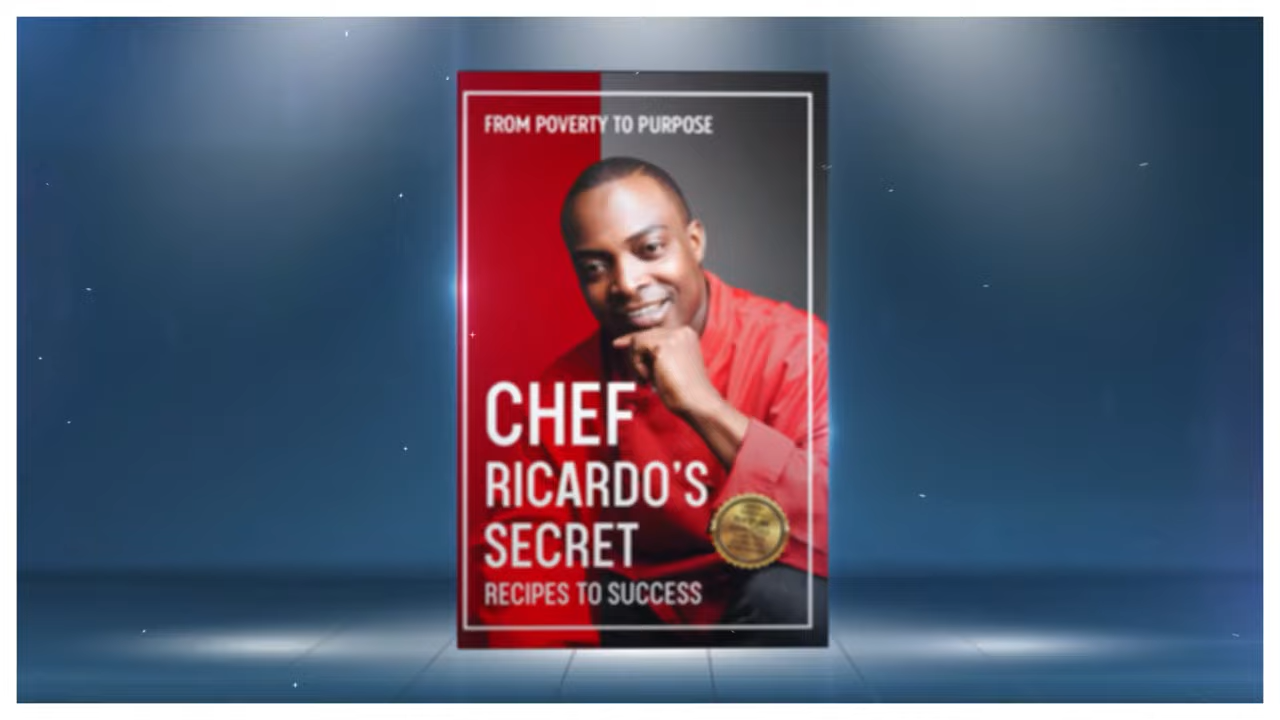 FROM POVERTY TO PURPOSE
CHEF
RICARDO'S
SECRET
RECIPES TO SUCCESS